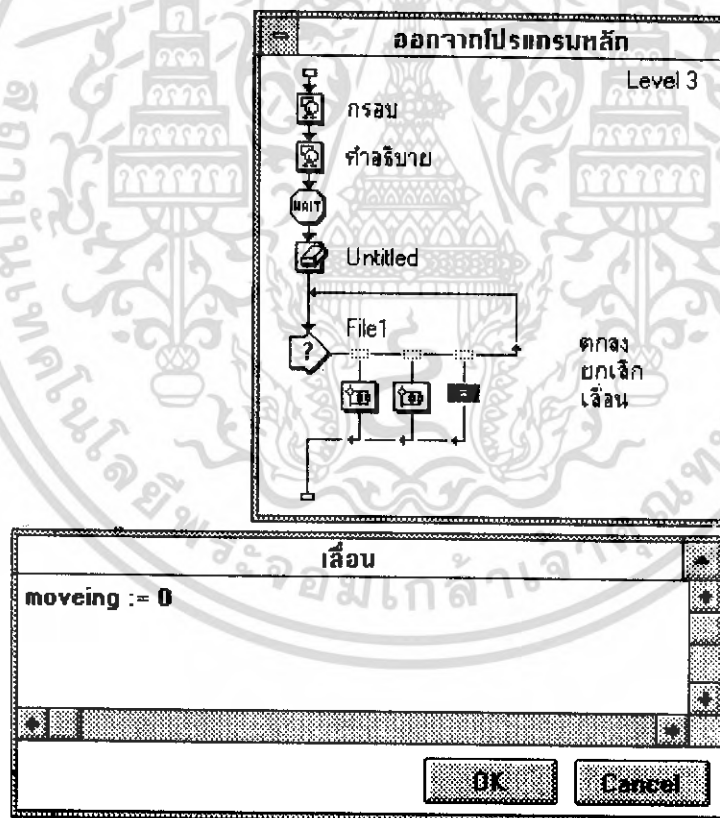 ออกจากโปรแกรมหลัก
Level 3
กรอบ
คำอธิบาย
WAIT
Untitled
File1
?
ตกลง
ยกเลิก
เลื่อน
=
เลื่อน
moveing := 0
OK
Cancel